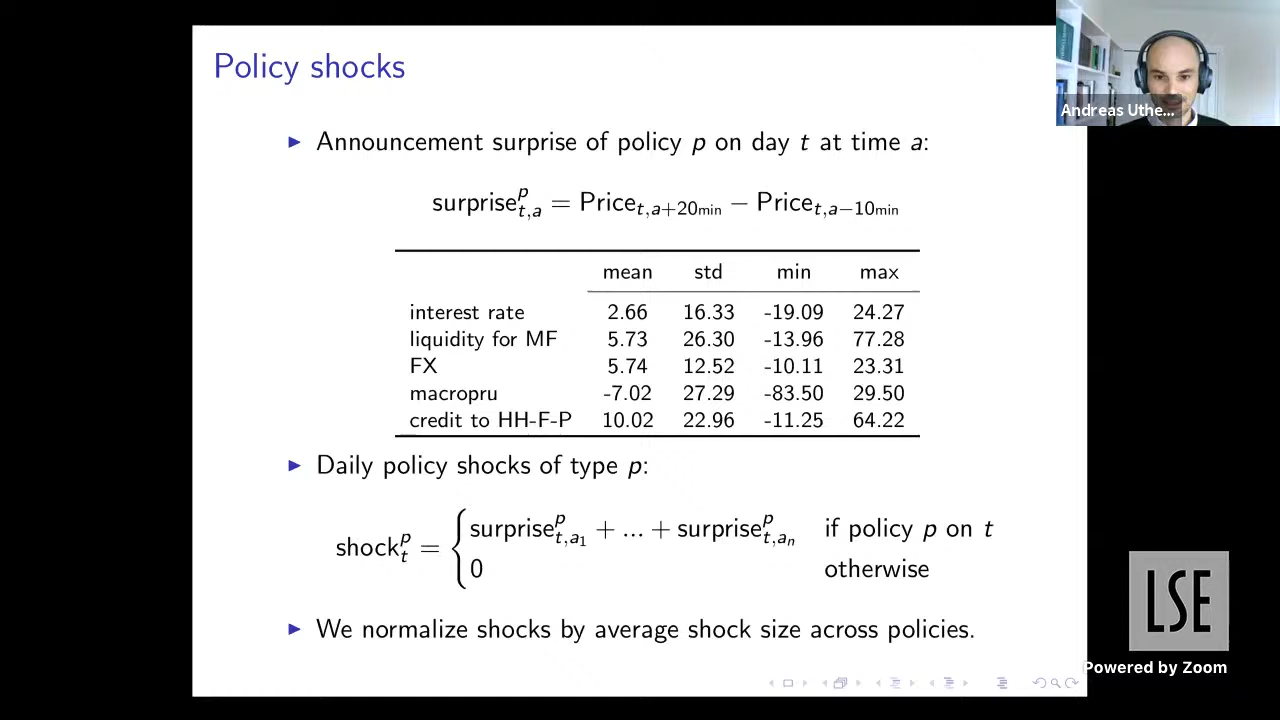 Policy shocks
Andreas Uthe...
▶ Announcement surprise of policy p on day t at time a:
surprise^p_{t,a} = Price_{t,a+20min} − Price_{t,a−10min}
mean std min max
interest rate 2.66 16.33 -19.09 24.27
liquidity for MF 5.73 26.30 -13.96 77.28
FX 5.74 12.52 -10.11 23.31
macropru -7.02 27.29 -83.50 29.50
credit to HH-F-P 10.02 22.96 -11.25 64.22
▶ Daily policy shocks of type p:
shock^p_t = { surprise^p_{t,a_1} + ... + surprise^p_{t,a_n} if policy p on t
0 otherwise
▶ We normalize shocks by average shock size across policies.
LSE
Powered by Zoom